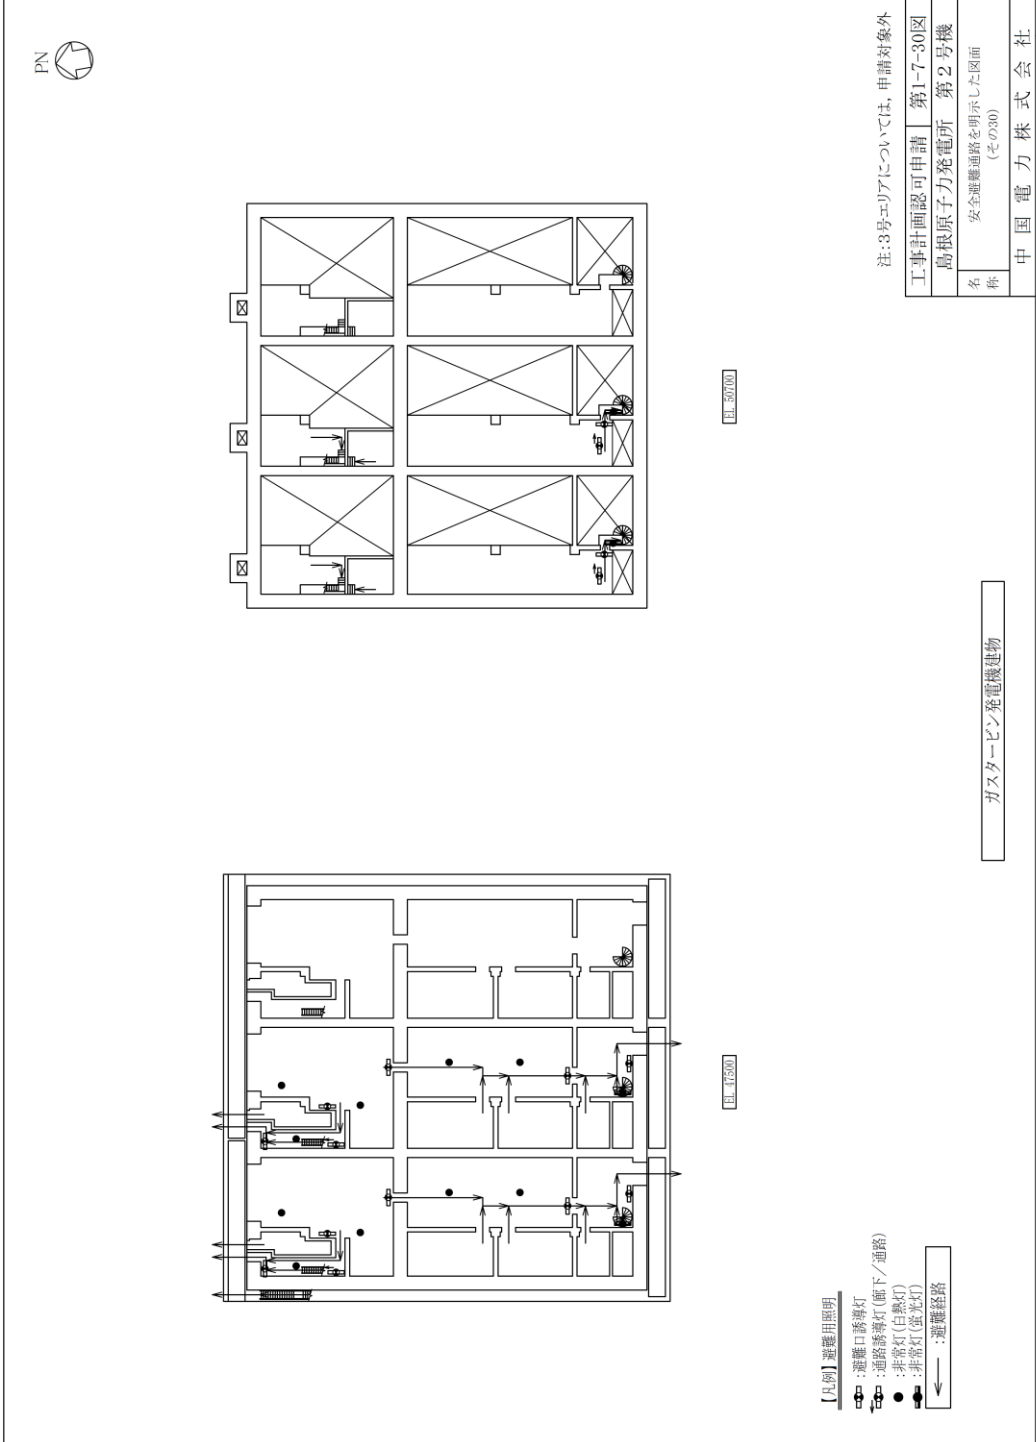 PN
EL 47500
EL 50700
【凡例】避難用照明
:避難口誘導灯
:通路誘導灯(廊下／通路)
:非常灯(白熱灯)
:非常灯(蛍光灯)
:避難経路
ガスタービン発電機建物
注:3号エリアについては，申請対象外
工事計画認可申請 第1-7-30図
島根原子力発電所 第２号機
名称 安全避難通路を明示した図面
(その30)
中国電力株式会社